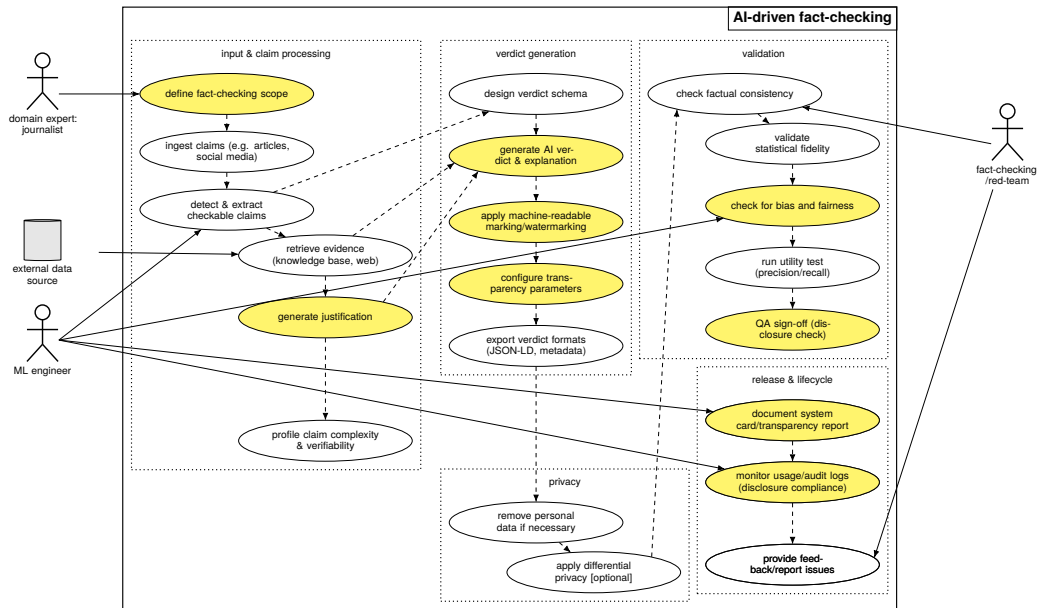 AI-driven fact-checking
input & claim processing
define fact-checking scope
ingest claims (e.g. articles,
social media)
detect & extract
checkable claims
retrieve evidence
(knowledge base, web)
generate justification
profile claim complexity
& verifiability
verdict generation
design verdict schema
generate AI ver-
dict & explanation
apply machine-readable
marking/watermarking
configure trans-
parency parameters
export verdict formats
(JSON-LD, metadata)
privacy
remove personal
data if necessary
apply differential
privacy [optional]
validation
check factual consistency
validate
statistical fidelity
check for bias and fairness
run utility test
(precision/recall)
QA sign-off (dis-
closure check)
release & lifecycle
document system
card/transparency report
monitor usage/audit logs
(disclosure compliance)
provide feed-
back/report issues
domain expert:
journalist
external data
source
ML engineer
fact-checking
/red-team